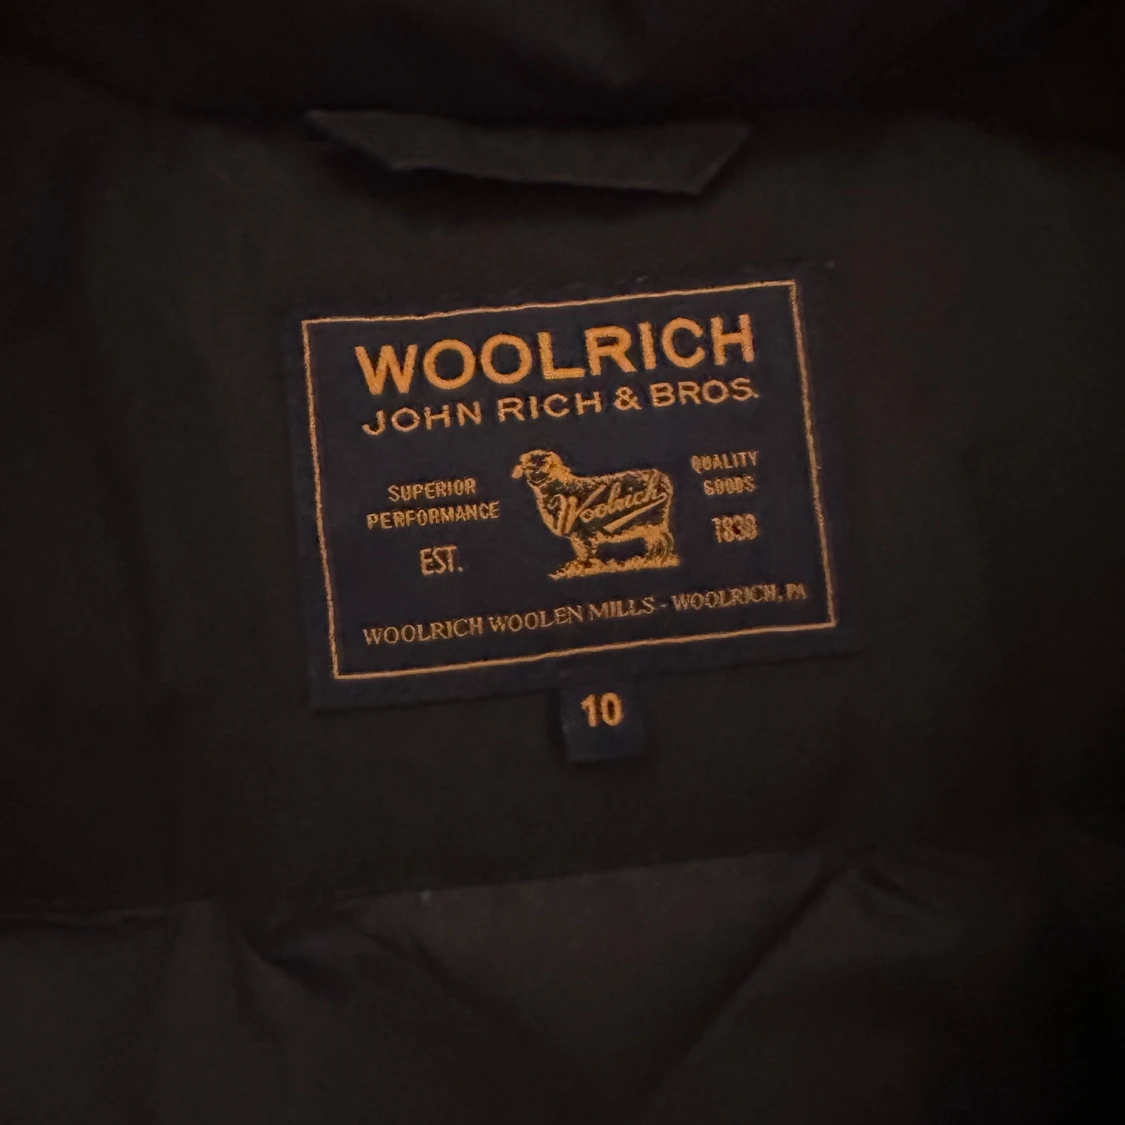 WOOLRICH
JOHN RICH & BROS.
SUPERIOR
PERFORMANCE
EST.
Woolrich
QUALITY
GOODS
1830
WOOLRICH WOOLEN MILLS - WOOLRICH, PA
10